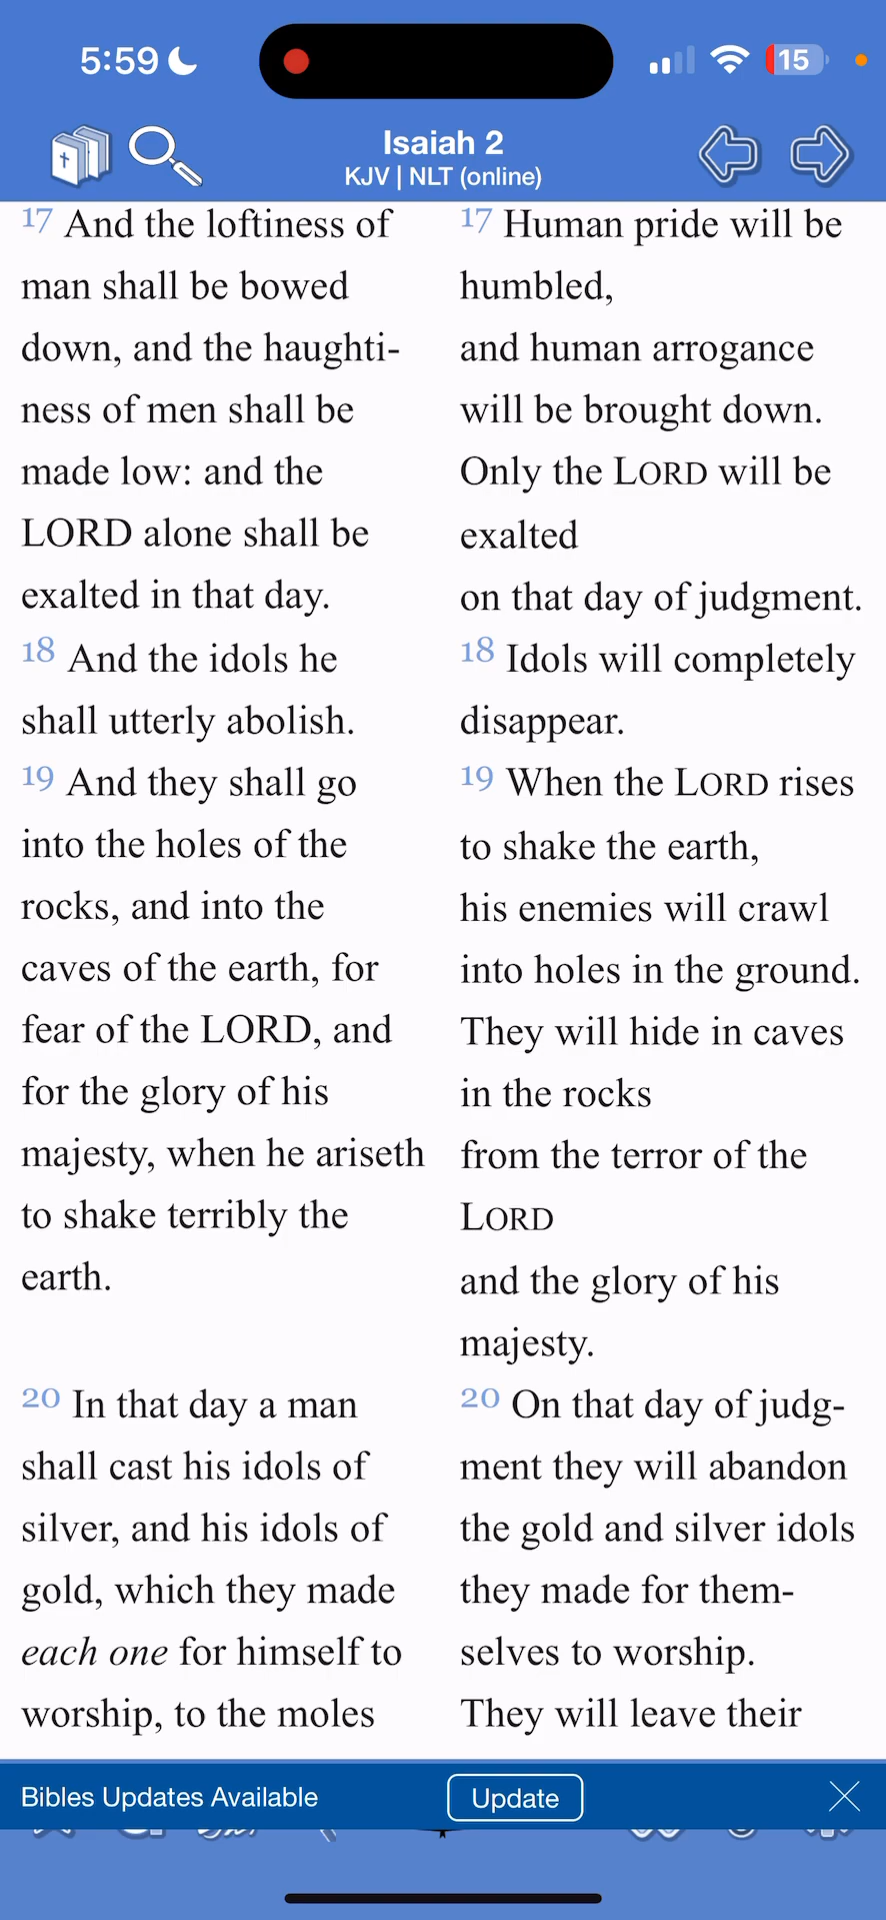 5:59
15
Isaiah 2
KJV | NLT (online)
17 And the loftiness of
man shall be bowed
down, and the haughti-
ness of men shall be
made low: and the
LORD alone shall be
exalted in that day.
18 And the idols he
shall utterly abolish.
19 And they shall go
into the holes of the
rocks, and into the
caves of the earth, for
fear of the LORD, and
for the glory of his
majesty, when he ariseth
to shake terribly the
earth.
20 In that day a man
shall cast his idols of
silver, and his idols of
gold, which they made
each one for himself to
worship, to the moles
17 Human pride will be
humbled,
and human arrogance
will be brought down.
Only the LORD will be
exalted
on that day of judgment.
18 Idols will completely
disappear.
19 When the LORD rises
to shake the earth,
his enemies will crawl
into holes in the ground.
They will hide in caves
in the rocks
from the terror of the
LORD
and the glory of his
majesty.
20 On that day of judg-
ment they will abandon
the gold and silver idols
they made for them-
selves to worship.
They will leave their
Bibles Updates Available
Update